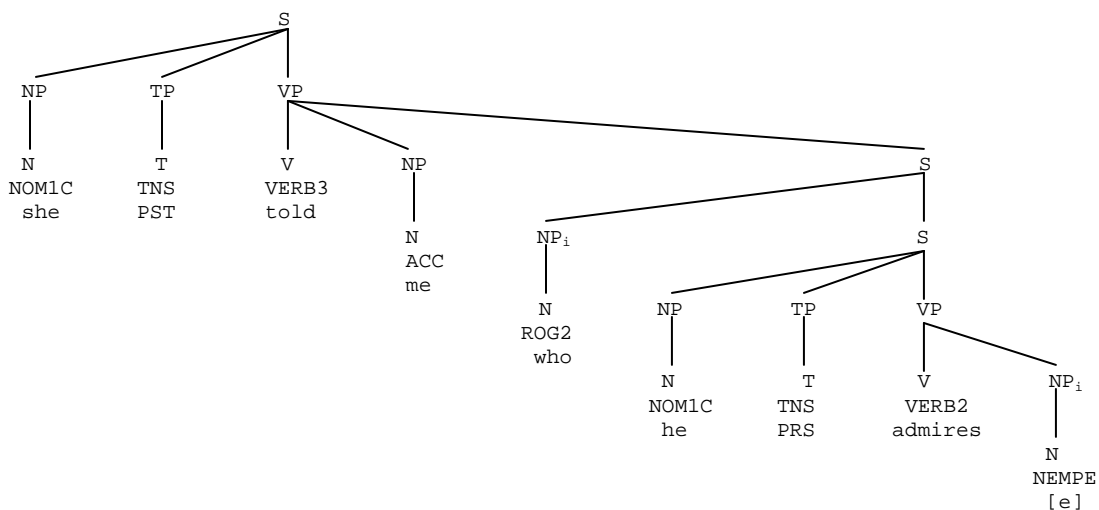 S
NP TP VP
N T V NP S
NOM1C TNS VERB3
she PST told
N NPi S
ACC
me
N NP TP VP
ROG2
who
N T V NPi
NOM1C TNS VERB2
he PRS admires
N
NEMPE
[e]